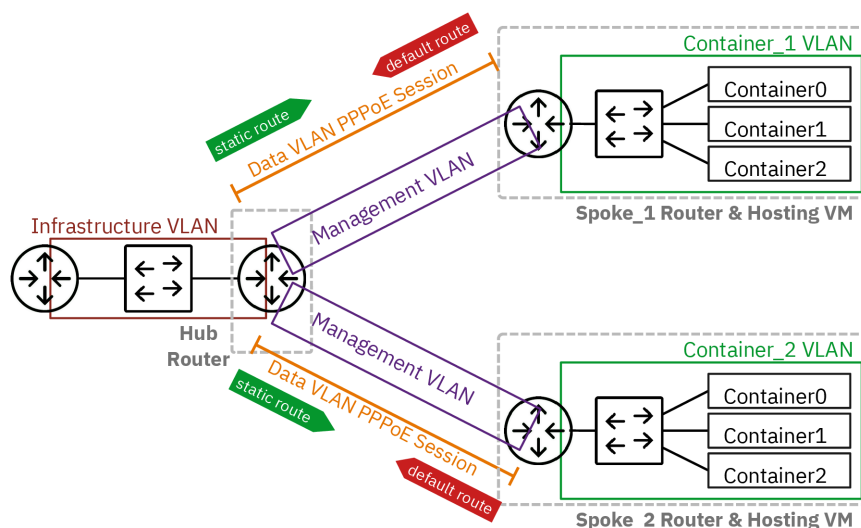 default route
Container_1 VLAN
Data VLAN PPPoE Session
static route
Container0
Container1
Container2
Management VLAN
Spoke_1 Router & Hosting VM
Infrastructure VLAN
Hub
Router
Management VLAN
Container_2 VLAN
static route
Data VLAN PPPoE Session
Container0
Container1
Container2
default route
Spoke_2 Router & Hosting VM